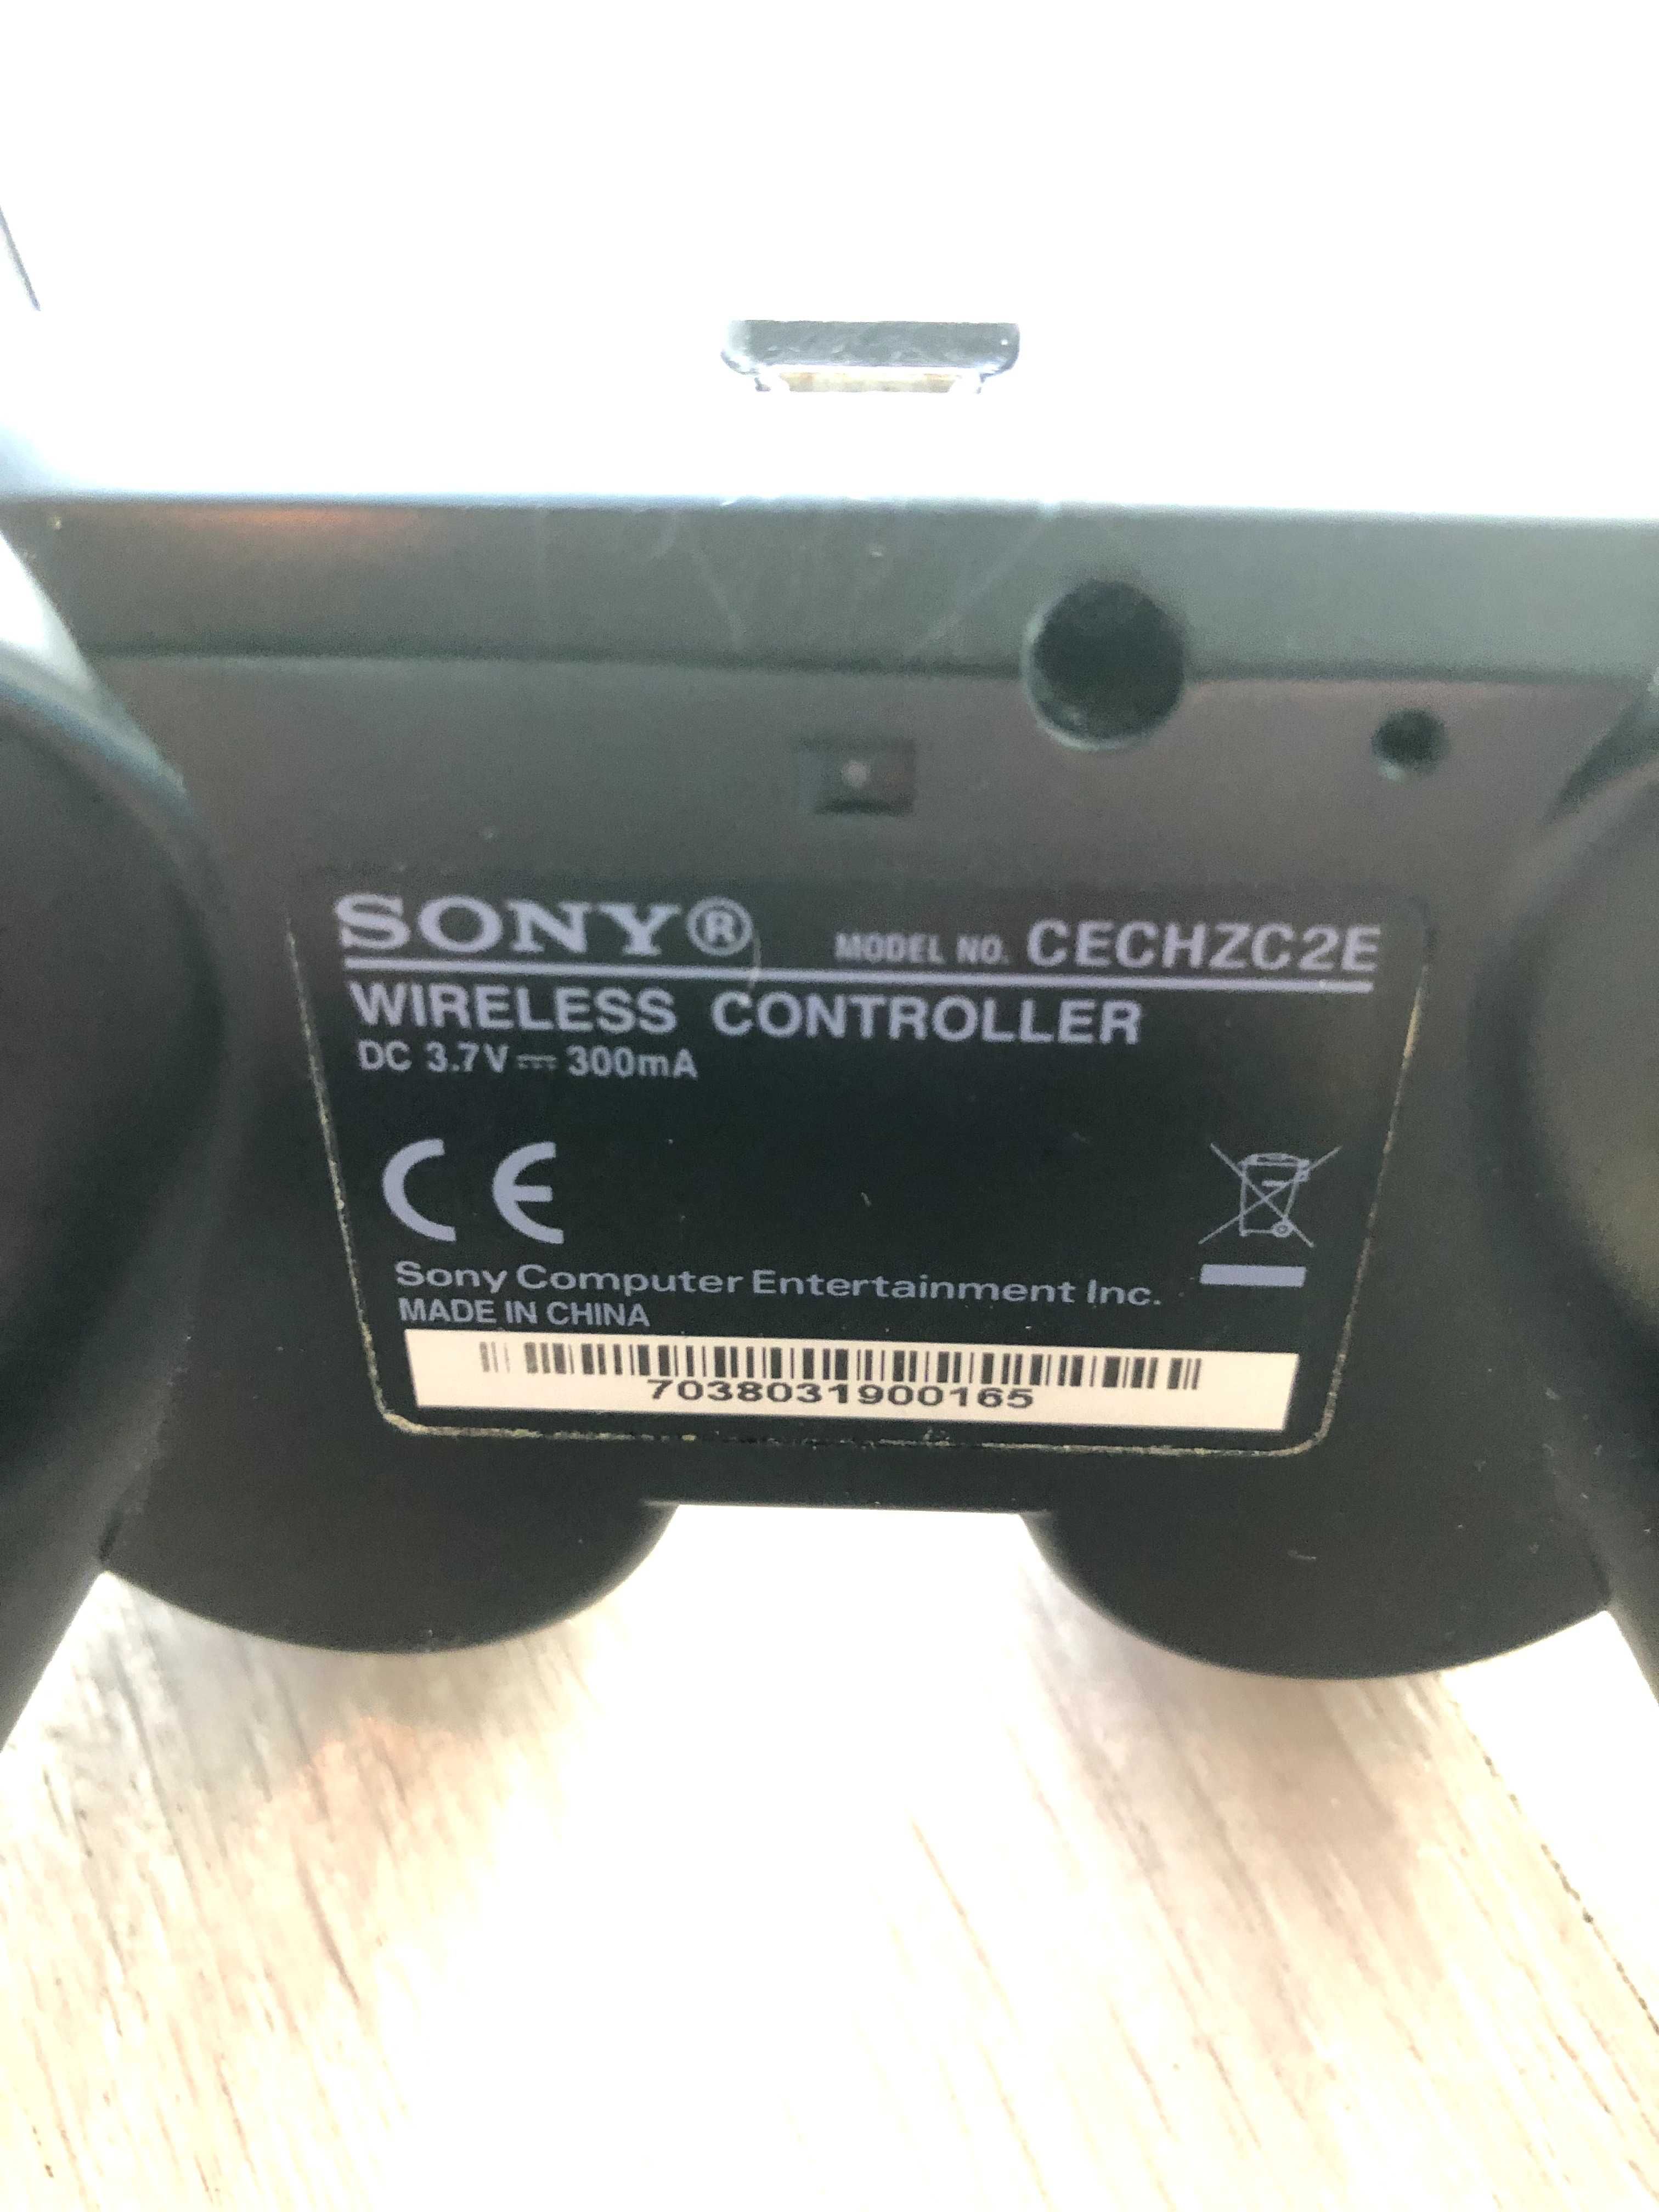 SONY® MODEL NO. CECHZC2E
WIRELESS CONTROLLER
DC 3.7V⎓300mA
CE
Sony Computer Entertainment Inc.
MADE IN CHINA
7038031900165